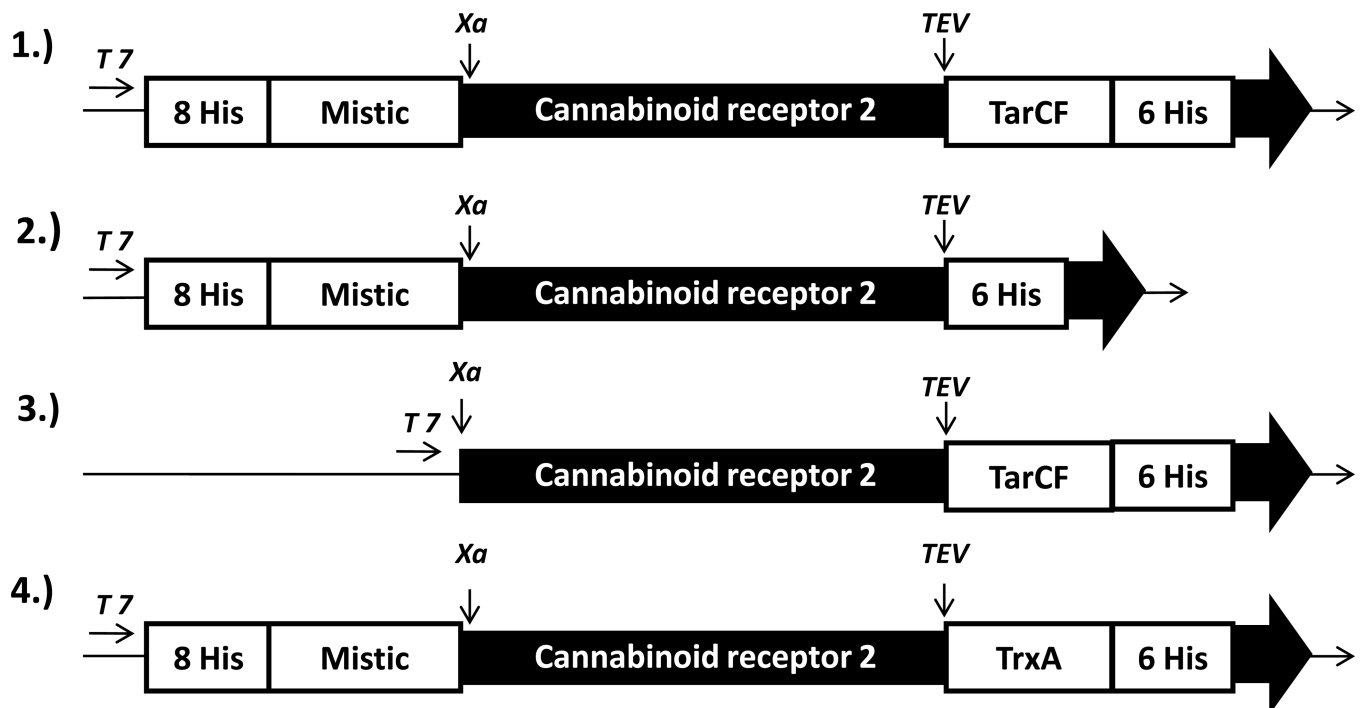 Xa TEV
1.) T 7
8 His Mistic Cannabinoid receptor 2 TarCF 6 His
Xa TEV
2.) T 7
8 His Mistic Cannabinoid receptor 2 6 His
Xa TEV
3.) T 7
Cannabinoid receptor 2 TarCF 6 His
Xa TEV
4.) T 7
8 His Mistic Cannabinoid receptor 2 TrxA 6 His